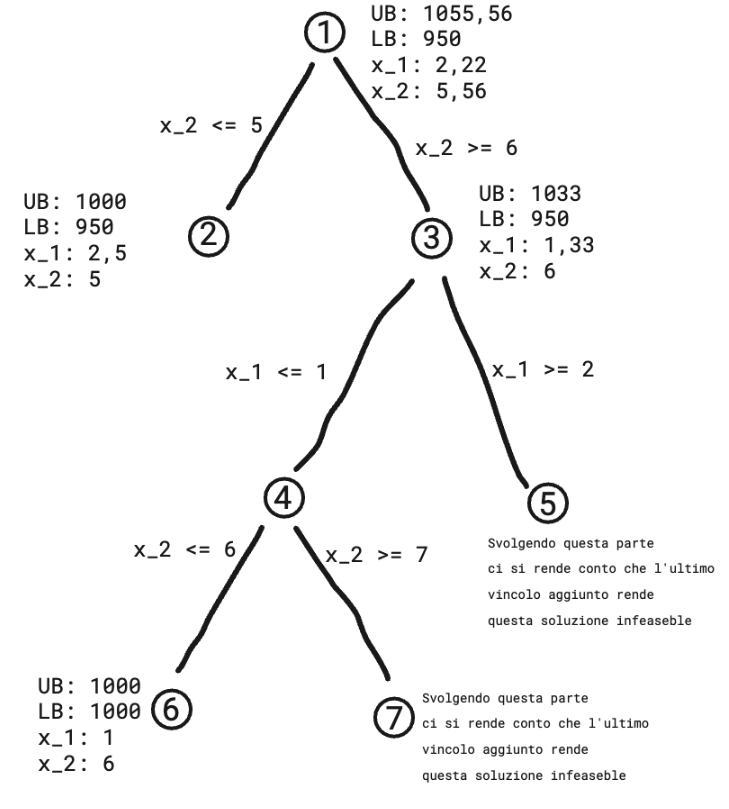 1
UB: 1055,56
LB: 950
x_1: 2,22
x_2: 5,56
x_2 <= 5
x_2 >= 6
UB: 1000
LB: 950
x_1: 2,5
x_2: 5
2
3
UB: 1033
LB: 950
x_1: 1,33
x_2: 6
x_1 <= 1
x_1 >= 2
4
5
Svolgendo questa parte
ci si rende conto che l'ultimo
vincolo aggiunto rende
questa soluzione infeaseble
x_2 <= 6
x_2 >= 7
UB: 1000
LB: 1000
x_1: 1
x_2: 6
6
7
Svolgendo questa parte
ci si rende conto che l'ultimo
vincolo aggiunto rende
questa soluzione infeaseble